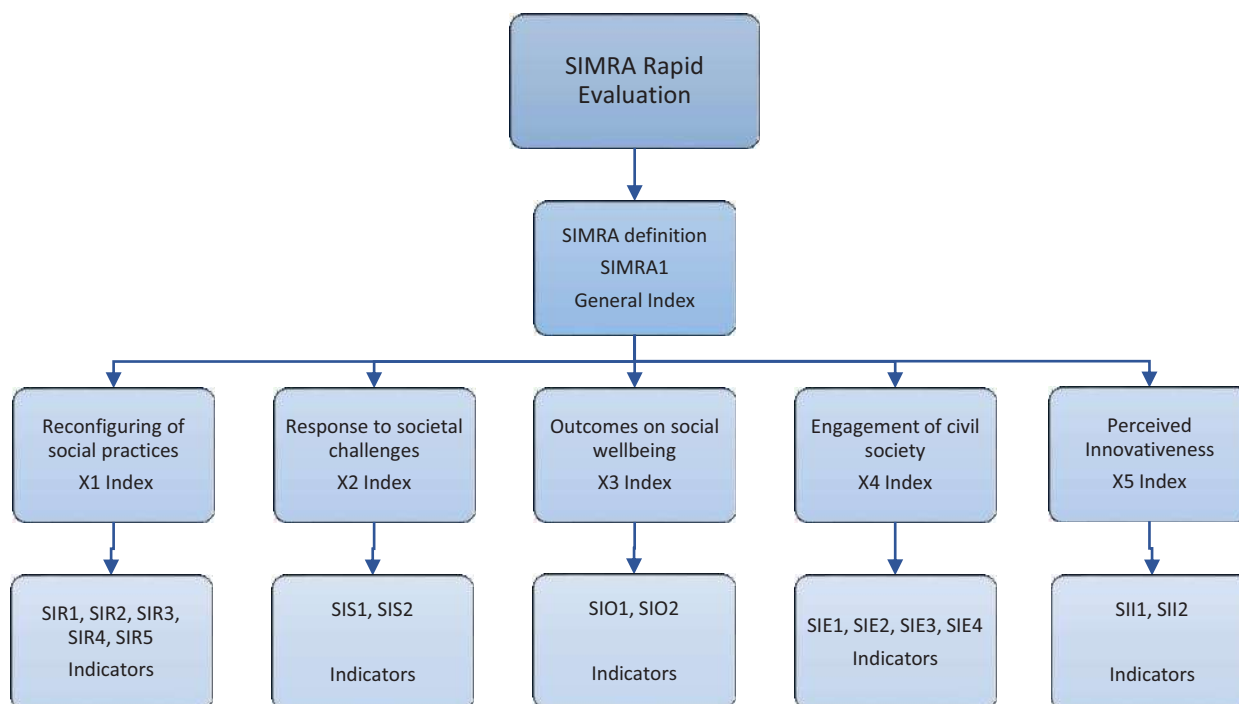 SIMRA Rapid
Evaluation
SIMRA definition
SIMRA1
General Index
Reconfiguring of
social practices
X1 Index
Response to societal
challenges
X2 Index
Outcomes on social
wellbeing
X3 Index
Engagement of civil
society
X4 Index
Perceived
Innovativeness
X5 Index
SIR1, SIR2, SIR3,
SIR4, SIR5
Indicators
SIS1, SIS2
Indicators
SIO1, SIO2
Indicators
SIE1, SIE2, SIE3, SIE4
Indicators
SII1, SII2
Indicators